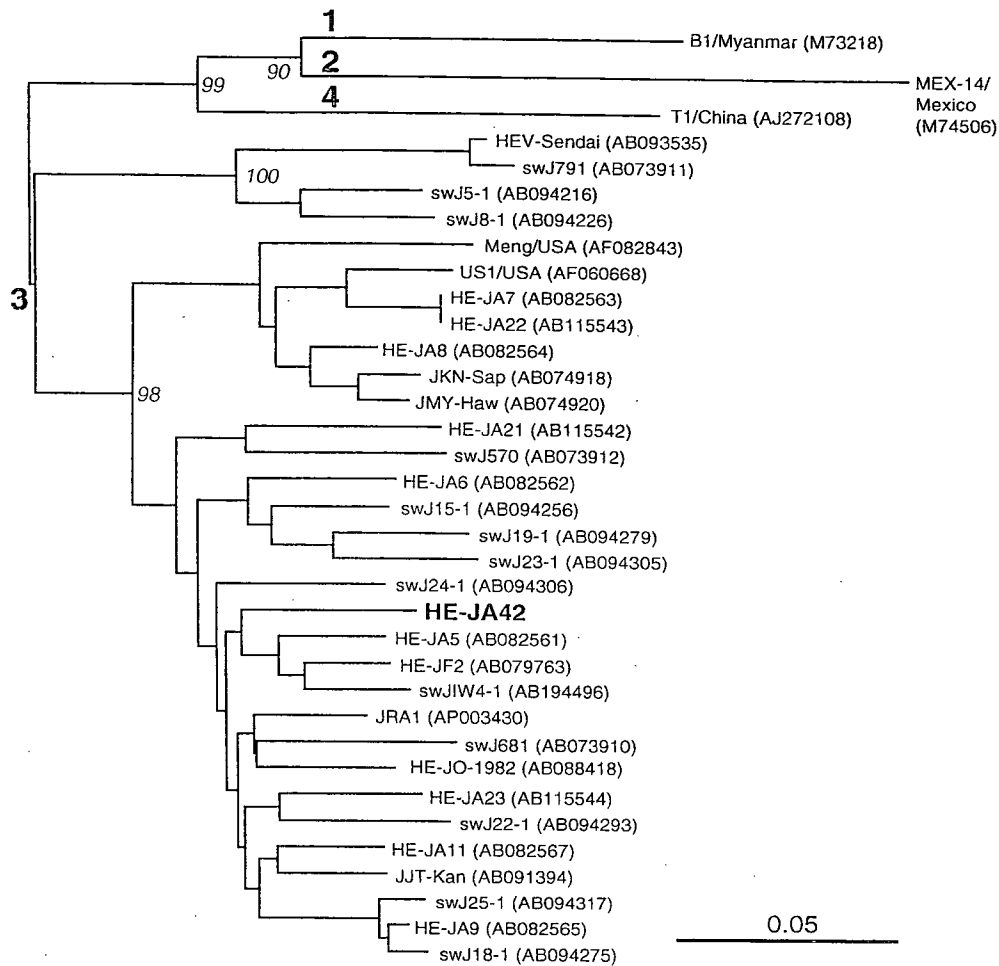 1
B1/Myanmar (M73218)
2
90
99
MEX-14/
Mexico
(M74506)
4
T1/China (AJ272108)
HEV-Sendai (AB093535)
swJ791 (AB073911)
100
swJ5-1 (AB094216)
swJ8-1 (AB094226)
Meng/USA (AF082843)
US1/USA (AF060668)
3
HE-JA7 (AB082563)
HE-JA22 (AB115543)
HE-JA8 (AB082564)
JKN-Sap (AB074918)
98
JMY-Haw (AB074920)
HE-JA21 (AB115542)
swJ570 (AB073912)
HE-JA6 (AB082562)
swJ15-1 (AB094256)
swJ19-1 (AB094279)
swJ23-1 (AB094305)
swJ24-1 (AB094306)
HE-JA42
HE-JA5 (AB082561)
HE-JF2 (AB079763)
swJIW4-1 (AB194496)
JRA1 (AP003430)
swJ681 (AB073910)
HE-JO-1982 (AB088418)
HE-JA23 (AB115544)
swJ22-1 (AB094293)
HE-JA11 (AB082567)
JJT-Kan (AB091394)
swJ25-1 (AB094317)
HE-JA9 (AB082565)
swJ18-1 (AB094275)
0.05